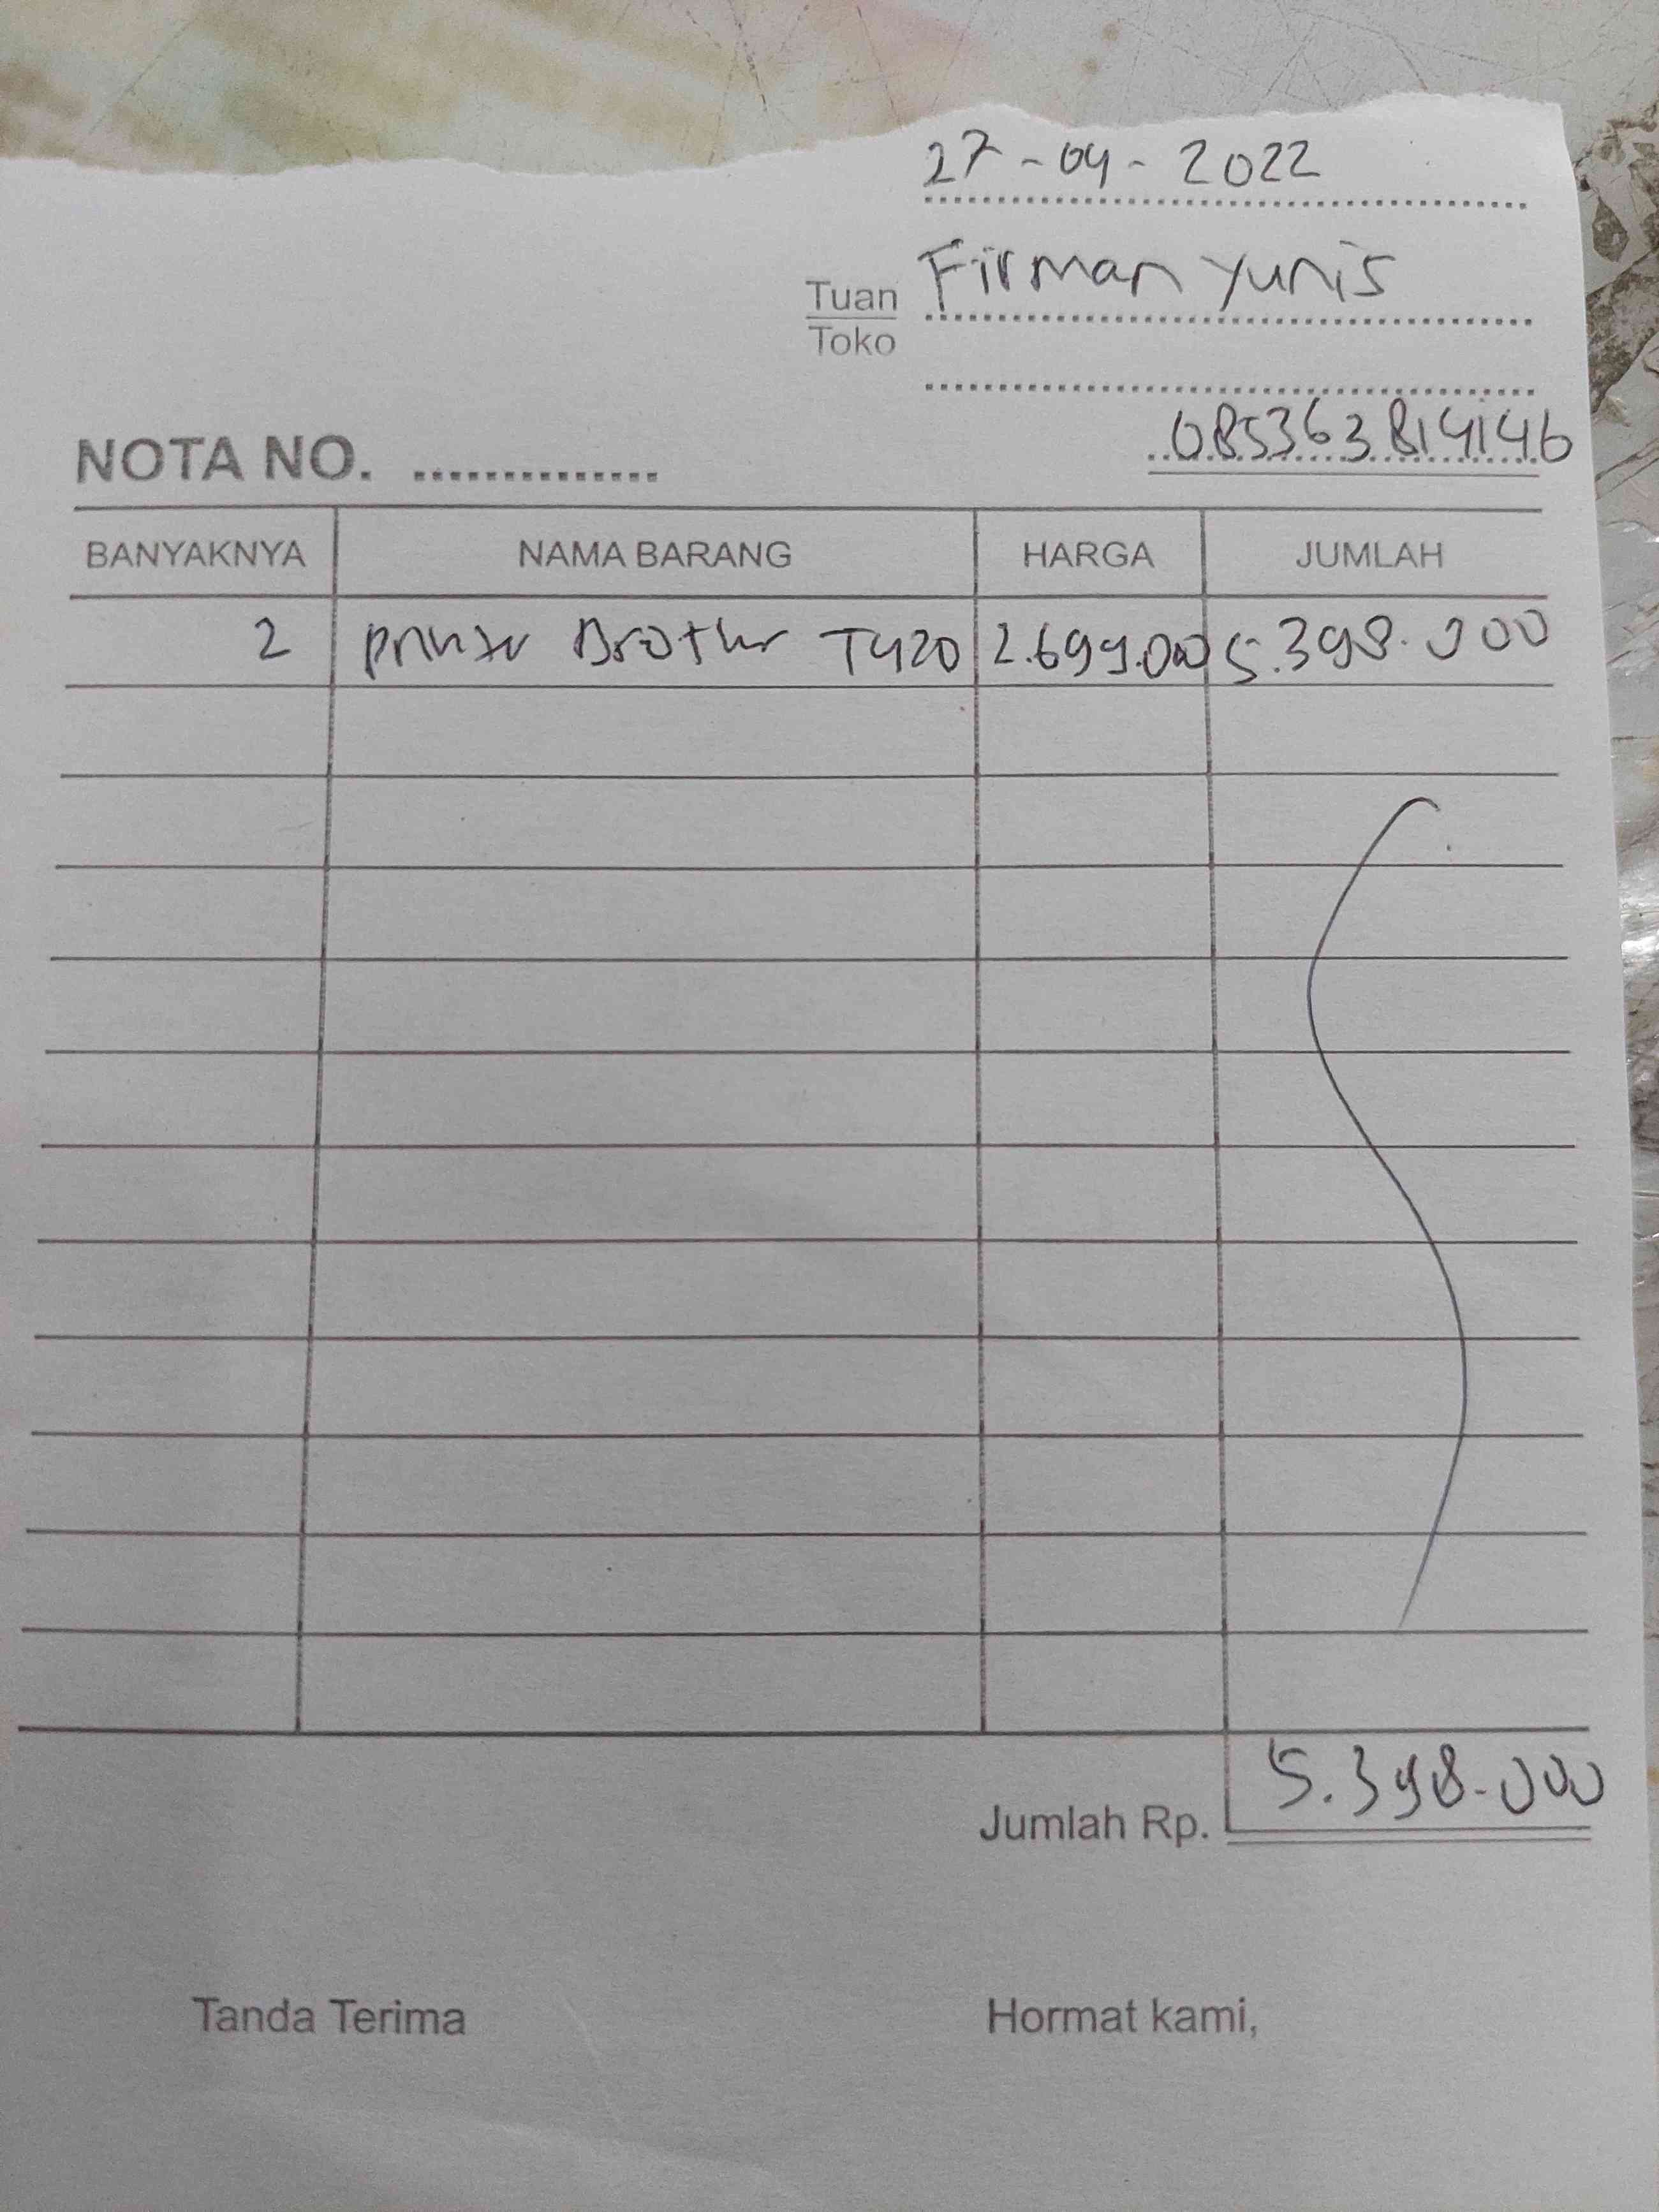 27-04-2022
Tuan Firman Yunis
Toko
085363814146
NOTA NO. ..............
BANYAKNYA NAMA BARANG HARGA JUMLAH
2 Printer Brother T420 2.699.000 5.398.000
Jumlah Rp. 5.398.000
Tanda Terima Hormat kami,